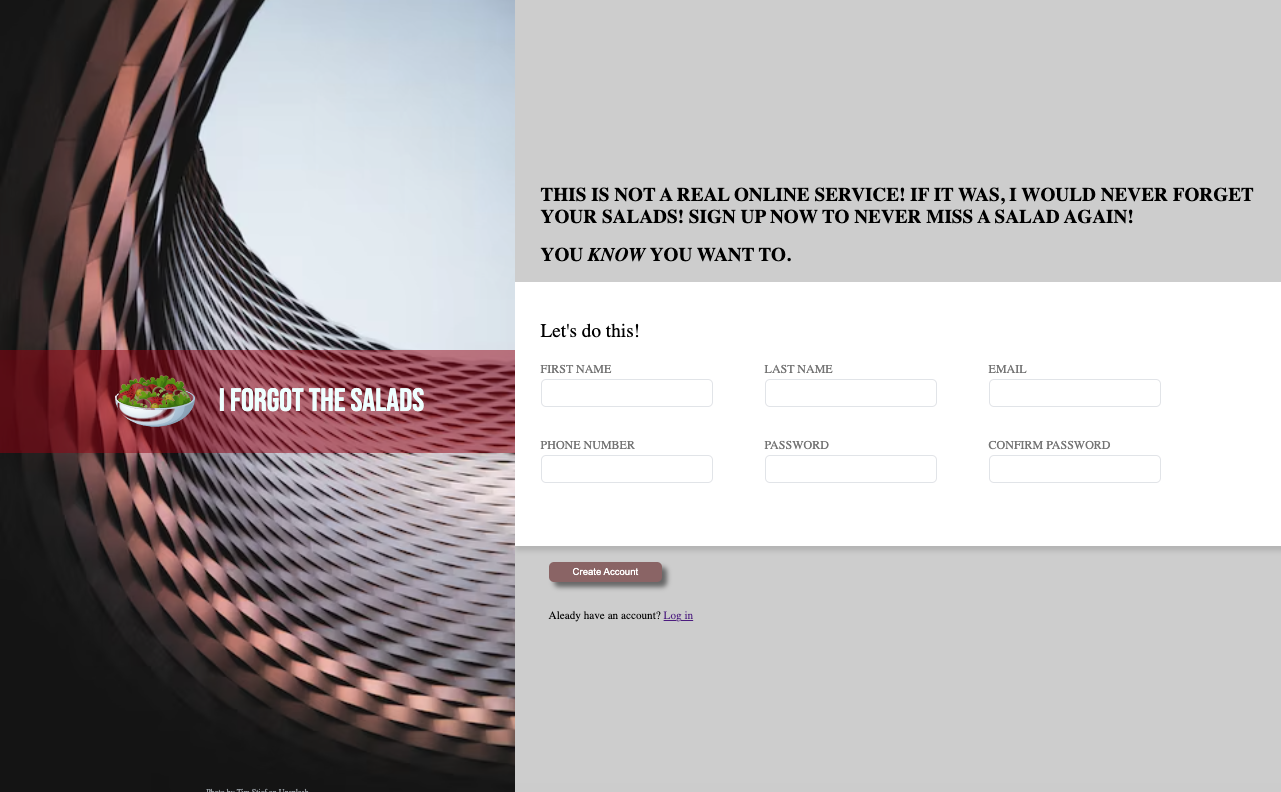 THIS IS NOT A REAL ONLINE SERVICE! IF IT WAS, I WOULD NEVER FORGET
YOUR SALADS! SIGN UP NOW TO NEVER MISS A SALAD AGAIN!
YOU KNOW YOU WANT TO.
I FORGOT THE SALADS
Let's do this!
FIRST NAME
LAST NAME
EMAIL
PHONE NUMBER
PASSWORD
CONFIRM PASSWORD
Create Account
Aleady have an account? Log in
Photo by Tim Stief on Unsplash